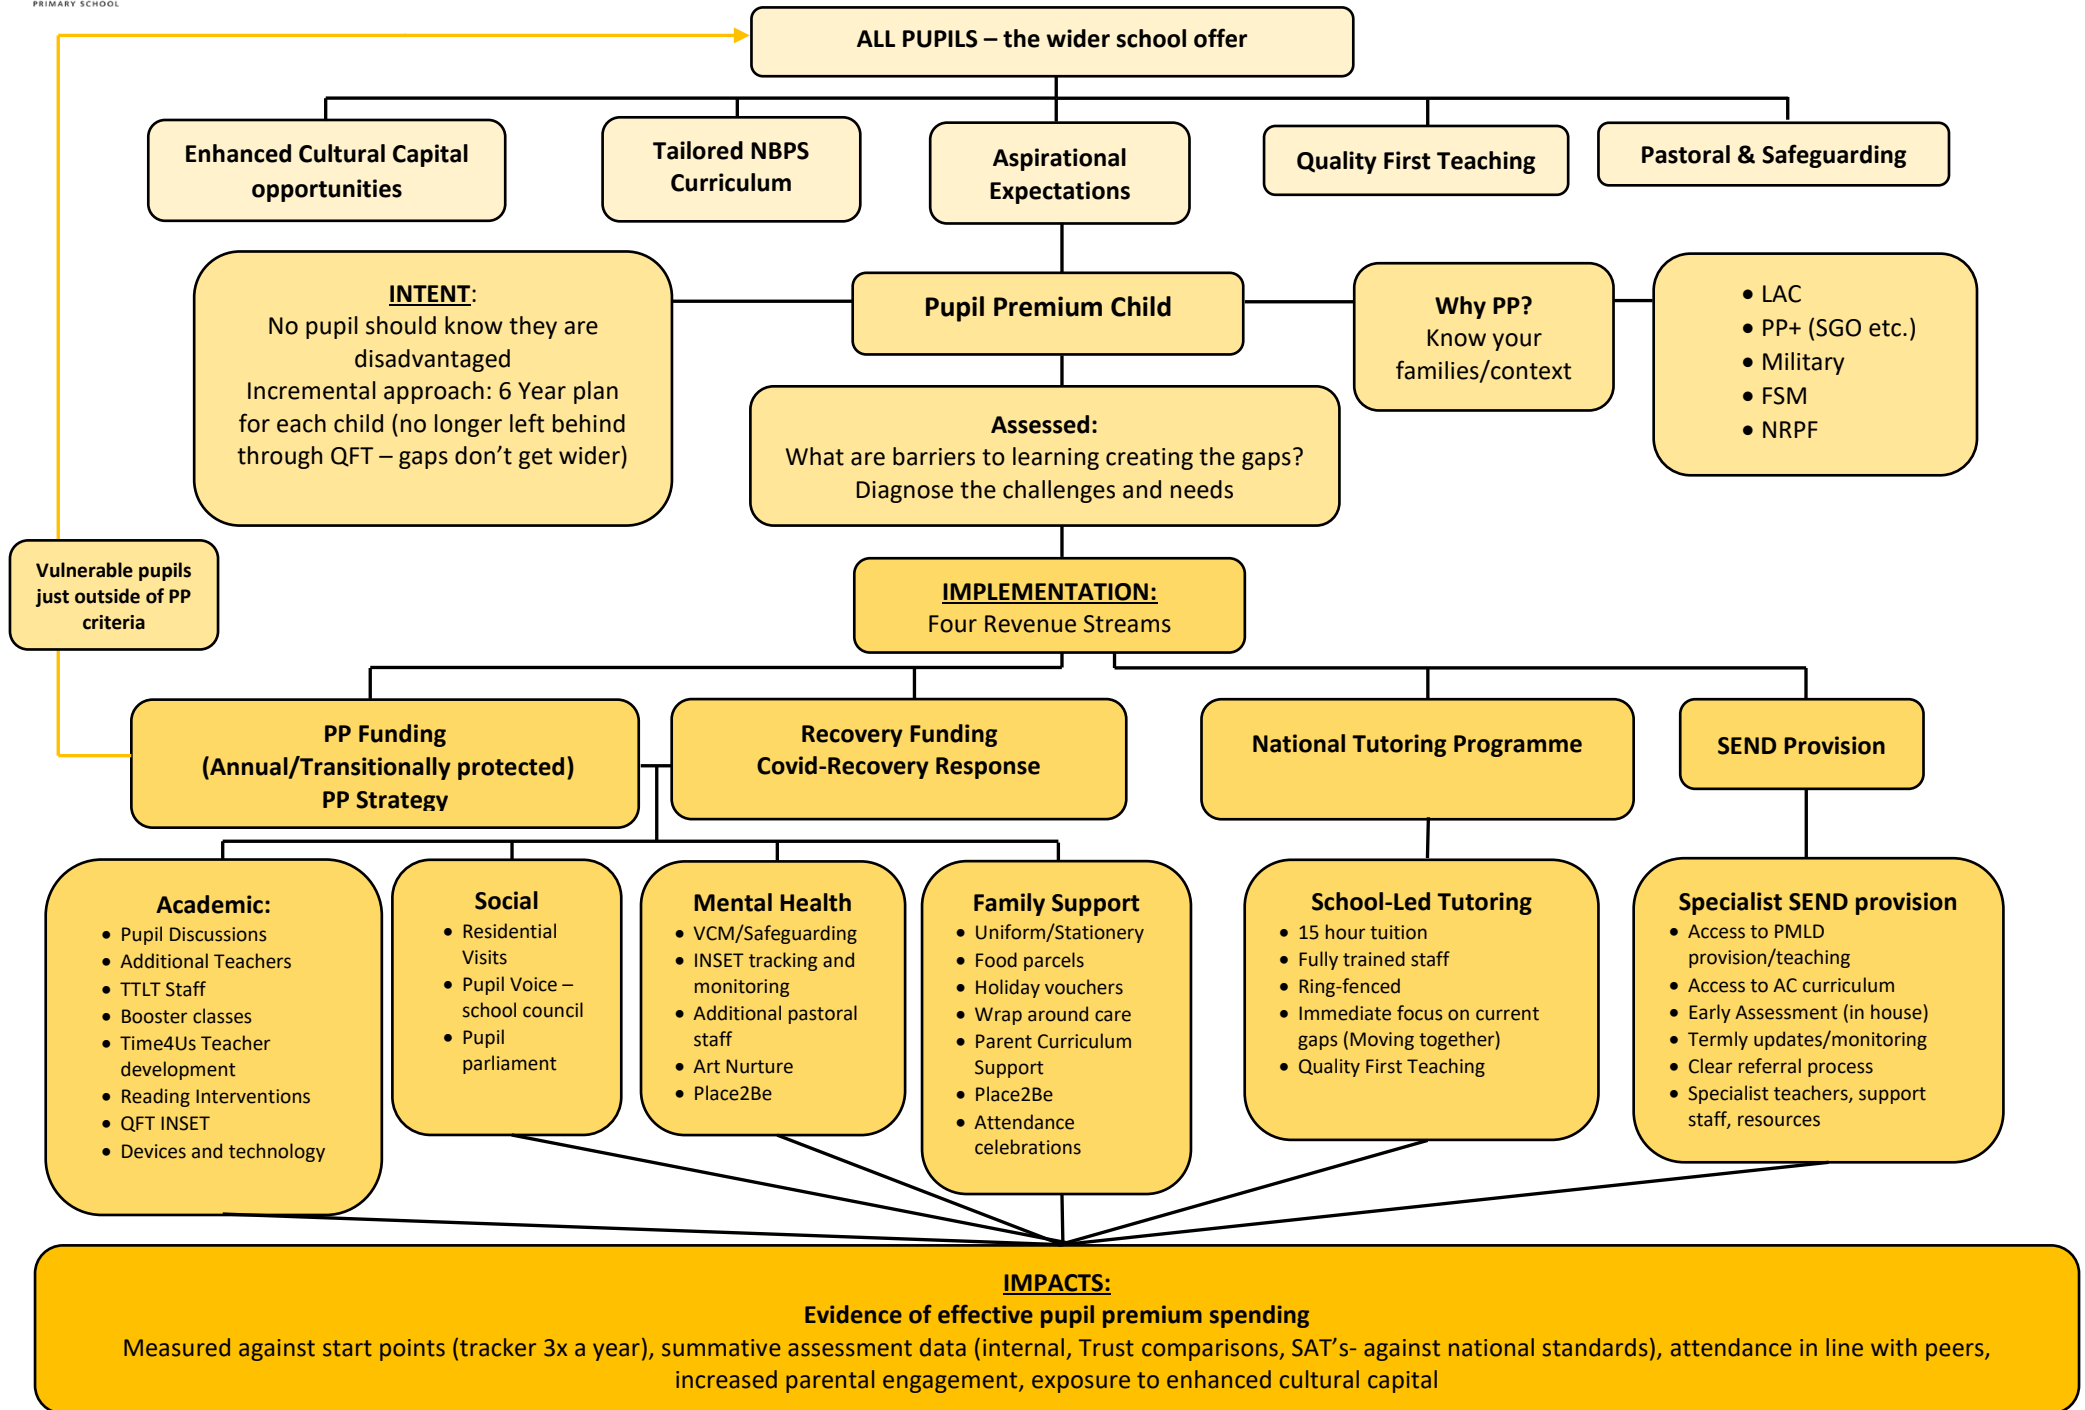 PRIMARY SCHOOL
ALL PUPILS – the wider school offer
Enhanced Cultural Capital
opportunities
Tailored NBPS
Curriculum
Aspirational
Expectations
Quality First Teaching
Pastoral & Safeguarding
INTENT:
No pupil should know they are
disadvantaged
Incremental approach: 6 Year plan
for each child (no longer left behind
through QFT – gaps don't get wider)
Pupil Premium Child
Why PP?
Know your
families/context
• LAC
• PP+ (SGO etc.)
• Military
• FSM
• NRPF
Assessed:
What are barriers to learning creating the gaps?
Diagnose the challenges and needs
Vulnerable pupils
just outside of PP
criteria
IMPLEMENTATION:
Four Revenue Streams
PP Funding
(Annual/Transitionally protected)
PP Strategy
Recovery Funding
Covid-Recovery Response
National Tutoring Programme
SEND Provision
Academic:
• Pupil Discussions
• Additional Teachers
• TTLT Staff
• Booster classes
• Time4Us Teacher
development
• Reading Interventions
• QFT INSET
• Devices and technology
Social
• Residential
Visits
• Pupil Voice –
school council
• Pupil
parliament
Mental Health
• VCM/Safeguarding
• INSET tracking and
monitoring
• Additional pastoral
staff
• Art Nurture
• Place2Be
Family Support
• Uniform/Stationery
• Food parcels
• Holiday vouchers
• Wrap around care
• Parent Curriculum
Support
• Place2Be
• Attendance
celebrations
School-Led Tutoring
• 15 hour tuition
• Fully trained staff
• Ring-fenced
• Immediate focus on current
gaps (Moving together)
• Quality First Teaching
Specialist SEND provision
• Access to PMLD
provision/teaching
• Access to AC curriculum
• Early Assessment (in house)
• Termly updates/monitoring
• Clear referral process
• Specialist teachers, support
staff, resources
IMPACTS:
Evidence of effective pupil premium spending
Measured against start points (tracker 3x a year), summative assessment data (internal, Trust comparisons, SAT's- against national standards), attendance in line with peers,
increased parental engagement, exposure to enhanced cultural capital